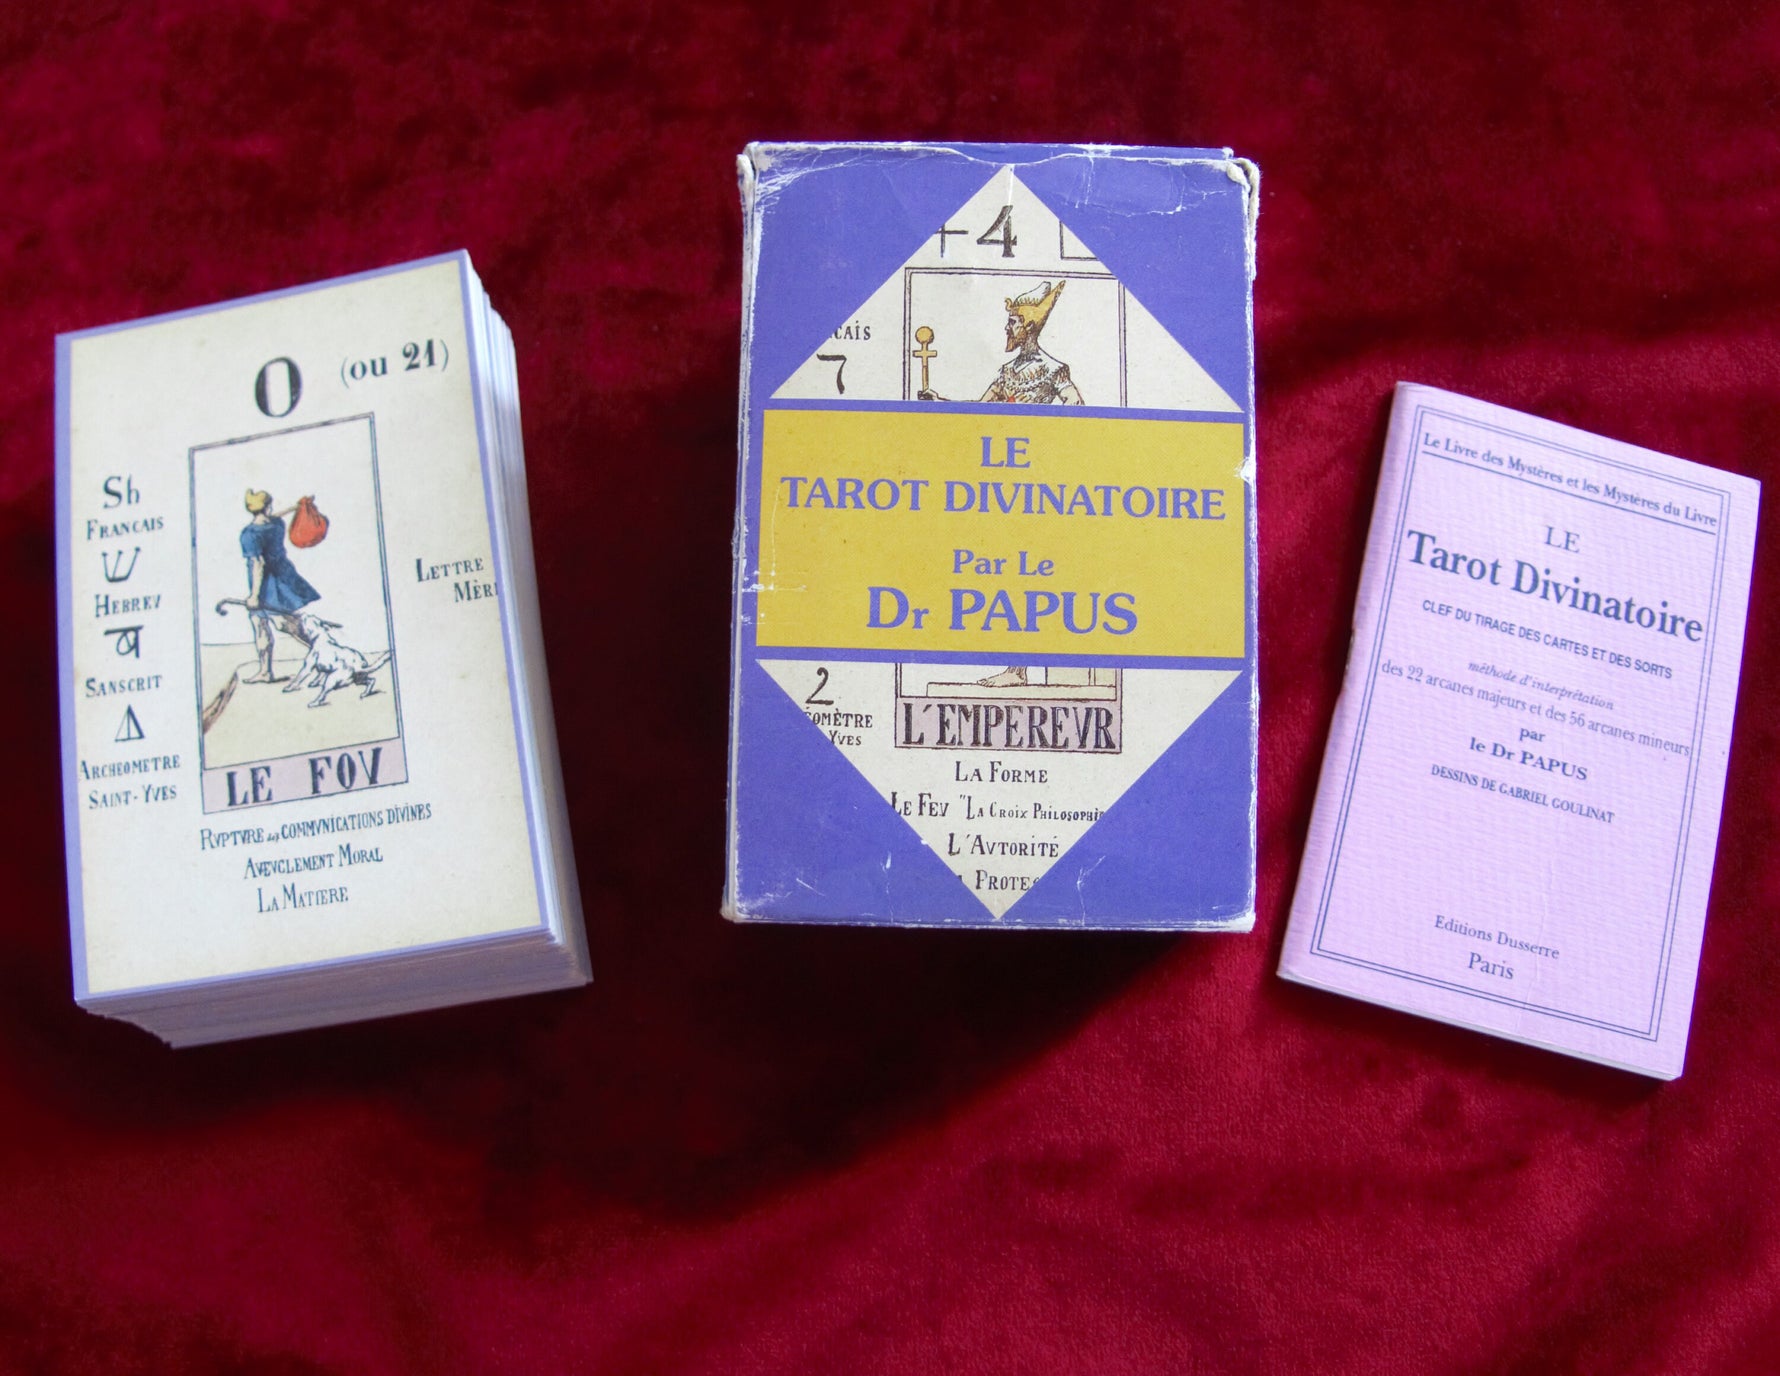 O (ou 21)
Sh
FRANCAIS
HEBREV
SANSCRIT
ARCHEOMETRE
SAINT-YVES
LETTRE
LE FOV
RVPTVRE des COMMVNICATIONS DIVINES
AVEVGLEMENT MORAL
LA MATIERE
4
7
LE
TAROT DIVINATOIRE
Par Le
Dr PAPUS
2
YVES
L'EMPEREVR
LA FORME
LE FEV "LA CROIX PHILOSOPHI
L'AVTORITÉ
PROTE
Le Livre des Mystères et les Mystères du Livre
LE
Tarot Divinatoire
CLEF DU TIRAGE DES CARTES ET DES SORTS
méthode d'interprétation
des 22 arcanes majeurs et des 56 arcanes mineurs
par
le Dr PAPUS
DESSINS DE GABRIEL GOULINAT
Editions Dusserre
Paris